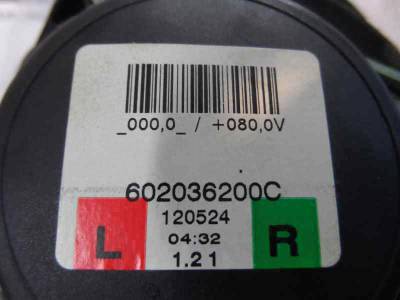 _000,0_ / +080,0V
602036200C
120524
L 04:32 R
1.21